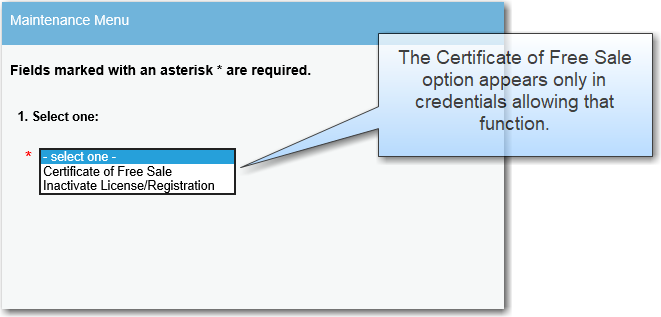 Maintenance Menu
The Certificate of Free Sale
option appears only in
credentials allowing that
function.
Fields marked with an asterisk * are required.
1. Select one:
* - select one -
Certificate of Free Sale
Inactivate License/Registration